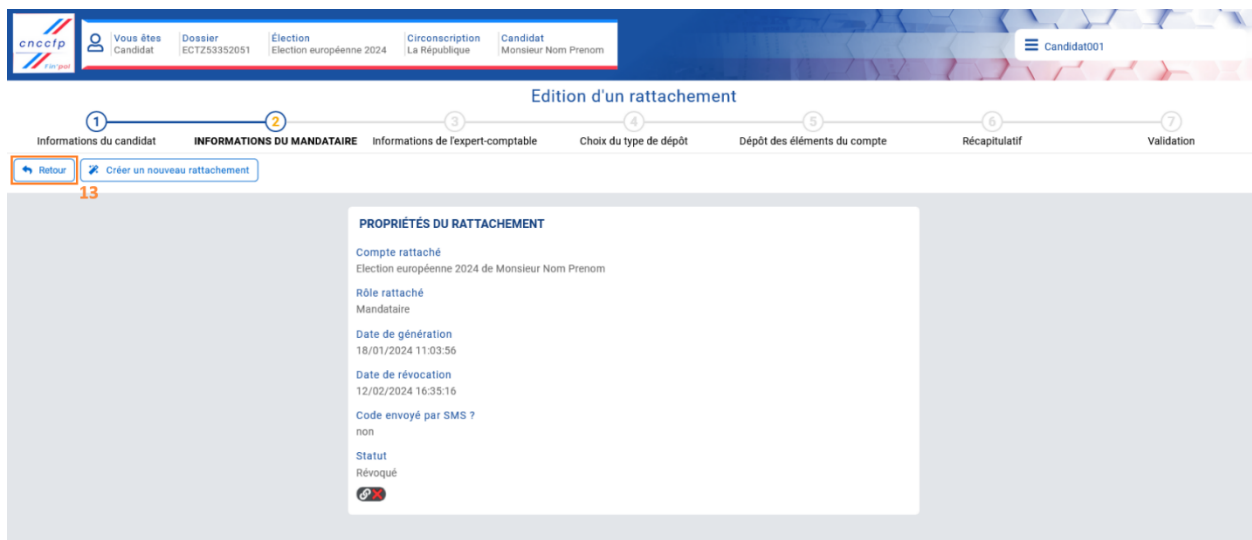 cnccfp
Fin'pol
Vous êtes
Candidat
Dossier
ECTZ53352051
Élection
Election européenne 2024
Circonscription
La République
Candidat
Monsieur Nom Prenom
Candidat001
Edition d'un rattachement
1 2 3 4 5 6 7
Informations du candidat INFORMATIONS DU MANDATAIRE Informations de l'expert-comptable Choix du type de dépôt Dépôt des éléments du compte Récapitulatif Validation
Retour Créer un nouveau rattachement
13
PROPRIÉTÉS DU RATTACHEMENT
Compte rattaché
Election européenne 2024 de Monsieur Nom Prenom
Rôle rattaché
Mandataire
Date de génération
18/01/2024 11:03:56
Date de révocation
12/02/2024 16:35:16
Code envoyé par SMS ?
non
Statut
Révoqué